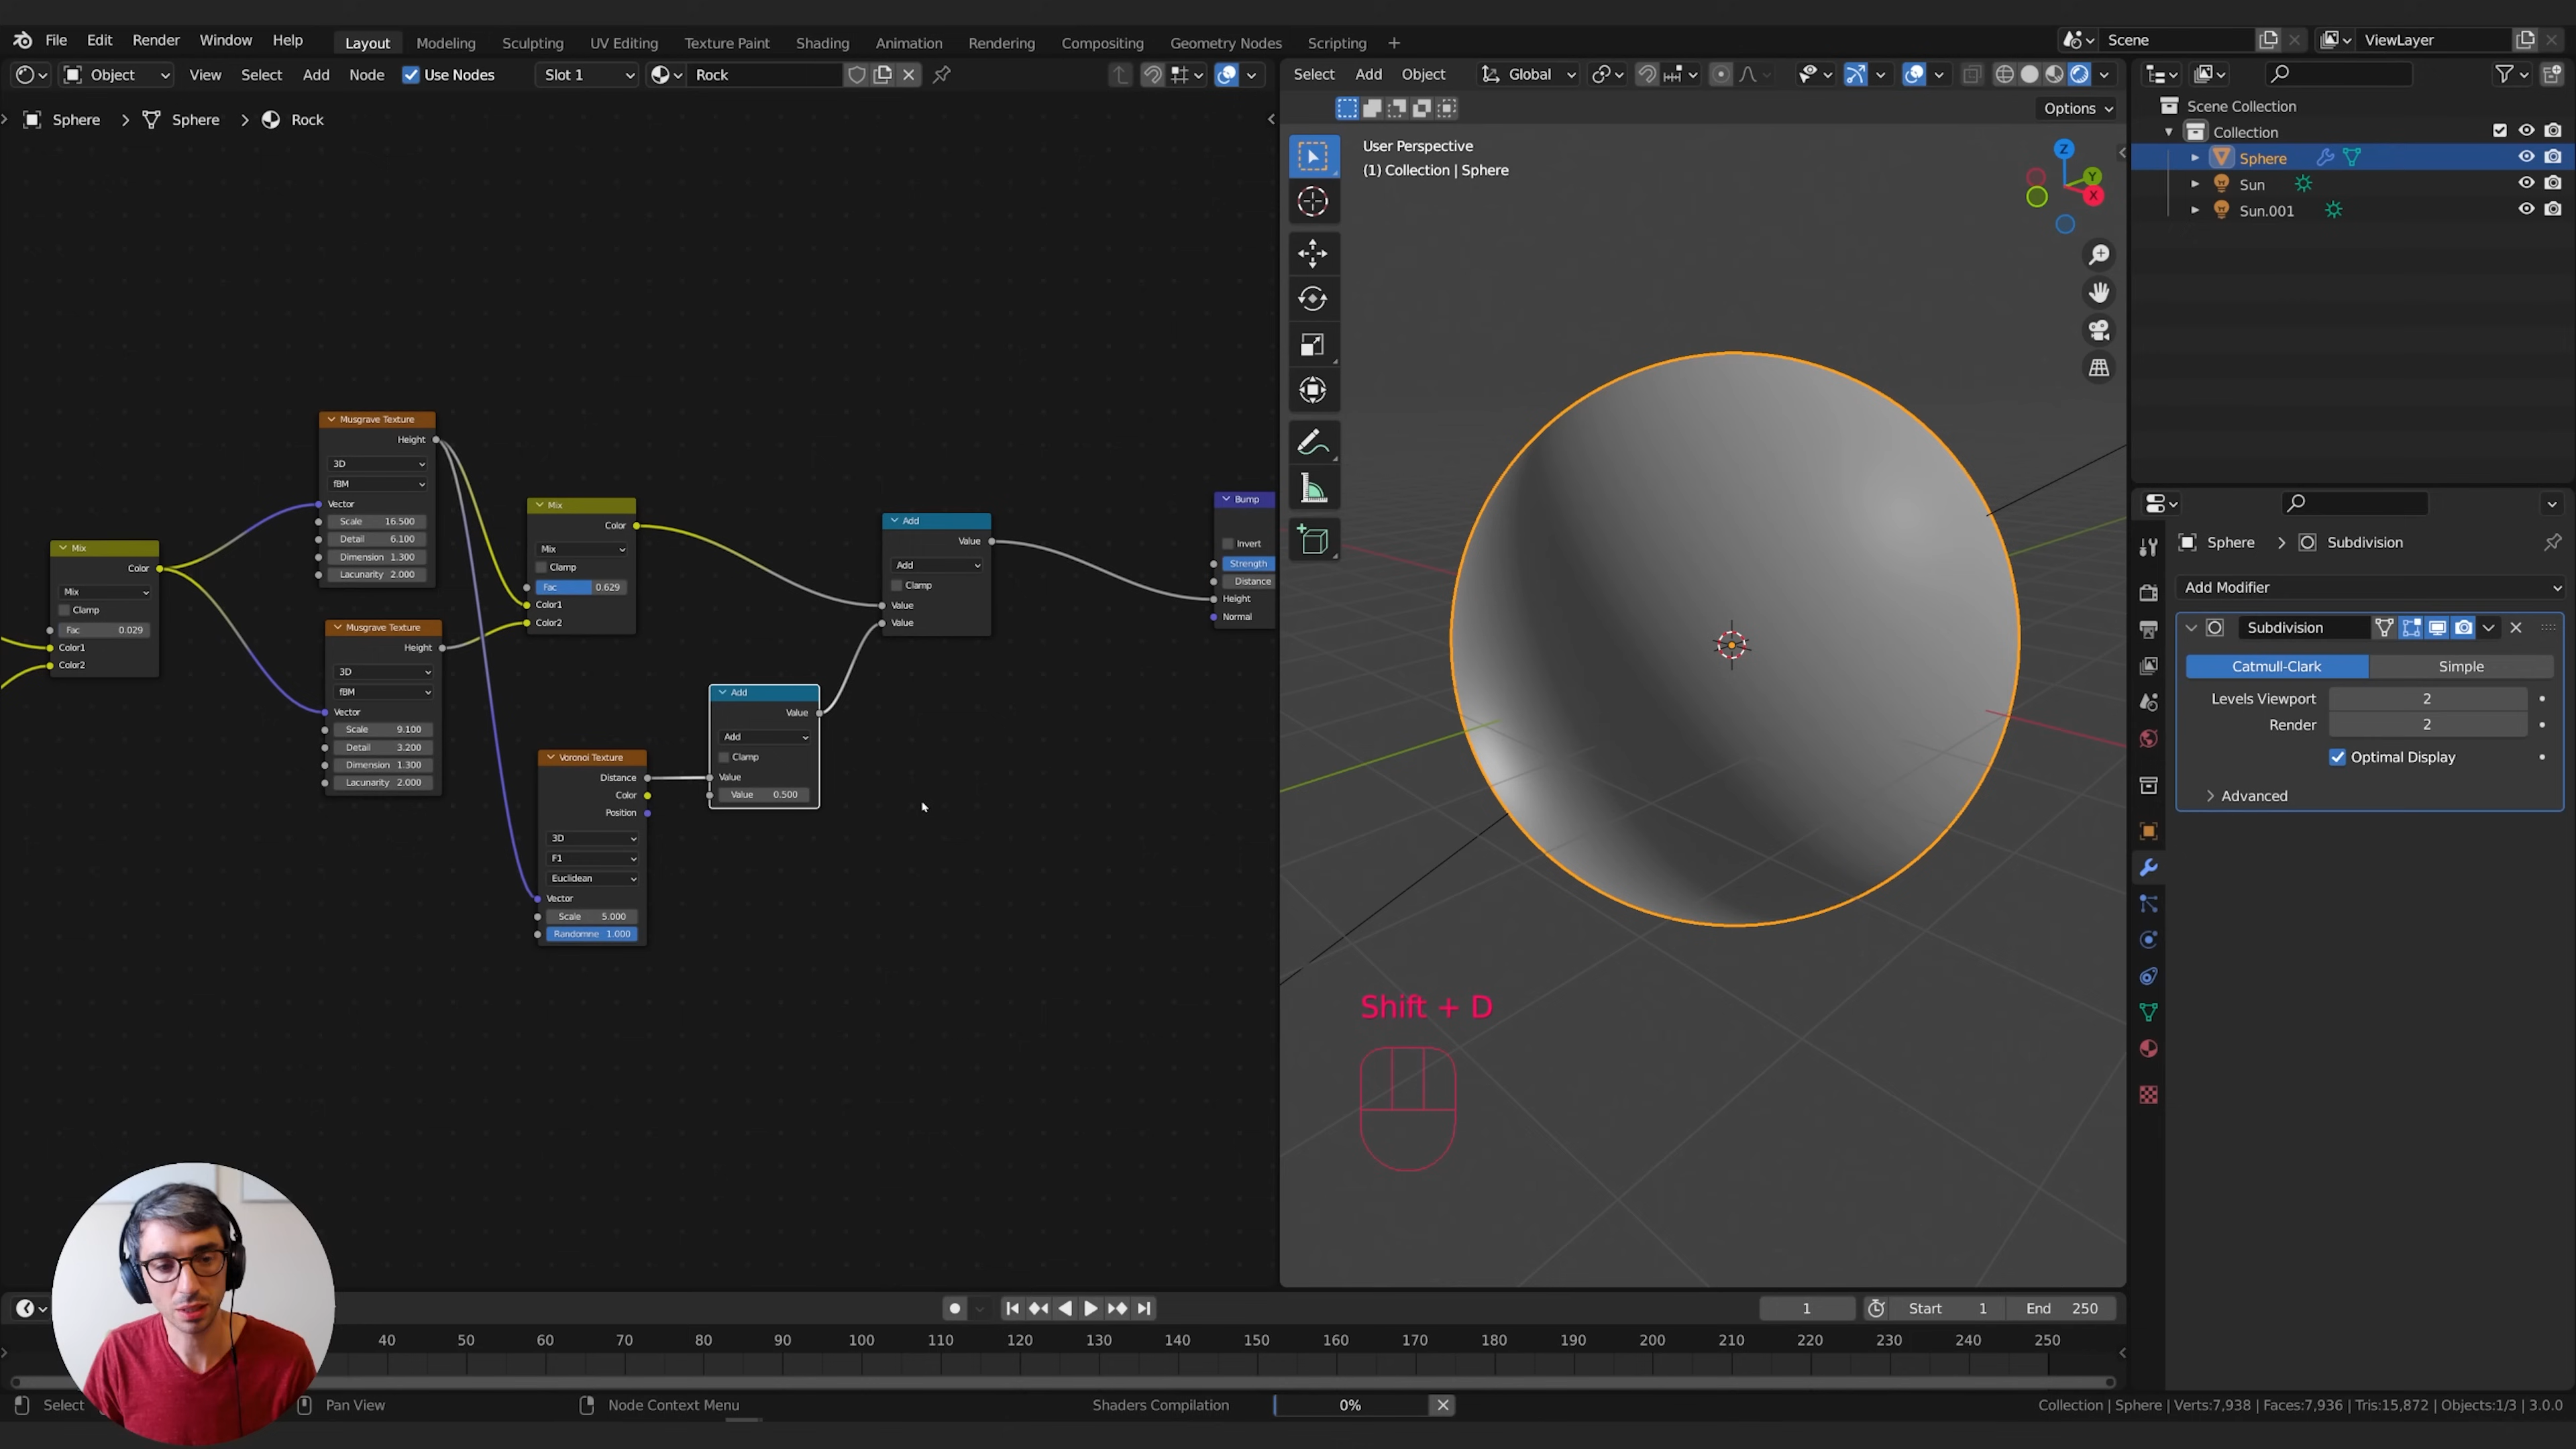 File Edit Render Window Help Layout Modeling Sculpting UV Editing Texture Paint Shading Animation Rendering Compositing Geometry Nodes Scripting + Scene ViewLayer
Object View Select Add Node Use Nodes Slot 1 Rock
Select Add Object Global
Options
Sphere > Sphere > Rock
User Perspective
(1) Collection | Sphere
Z
Y
X
Scene Collection
Collection
Sphere
Sun
Sun.001
Mix
Color
Mix
Clamp
Fac 0.029
Color1
Color2
Musgrave Texture
Height
3D
fBM
Vector
Scale 16.500
Detail 6.100
Dimension 1.300
Lacunarity 2.000
Musgrave Texture
Height
3D
fBM
Vector
Scale 9.100
Detail 3.200
Dimension 1.300
Lacunarity 2.000
Mix
Color
Mix
Clamp
Fac 0.629
Color1
Color2
Voronoi Texture
Distance
Color
Position
3D
F1
Euclidean
Vector
Scale 5.000
Randomne 1.000
Add
Value
Add
Clamp
Value
Value 0.500
Add
Value
Add
Clamp
Value
Value
Bump
Invert
Strength
Distance
Height
Normal
Shift + D
Sphere > Subdivision
Add Modifier
Subdivision
Catmull-Clark Simple
Levels Viewport 2
Render 2
Optimal Display
Advanced
1 Start 1 End 250
40 50 60 70 80 90 100 110 120 130 140 150 160 170 180 190 200 210 220 230 240 250
Select Pan View Node Context Menu Shaders Compilation 0% Collection | Sphere | Verts:7,938 | Faces:7,936 | Tris:15,872 | Objects:1/3 | 3.0.0